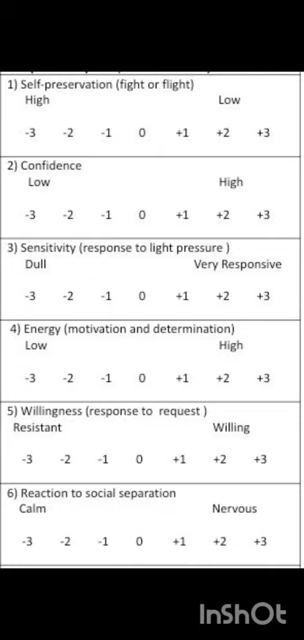 1) Self-preservation (fight or flight)
High Low
-3 -2 -1 0 +1 +2 +3
2) Confidence
Low High
-3 -2 -1 0 +1 +2 +3
3) Sensitivity (response to light pressure )
Dull Very Responsive
-3 -2 -1 0 +1 +2 +3
4) Energy (motivation and determination)
Low High
-3 -2 -1 0 +1 +2 +3
5) Willingness (response to request )
Resistant Willing
-3 -2 -1 0 +1 +2 +3
6) Reaction to social separation
Calm Nervous
-3 -2 -1 0 +1 +2 +3
InShOt